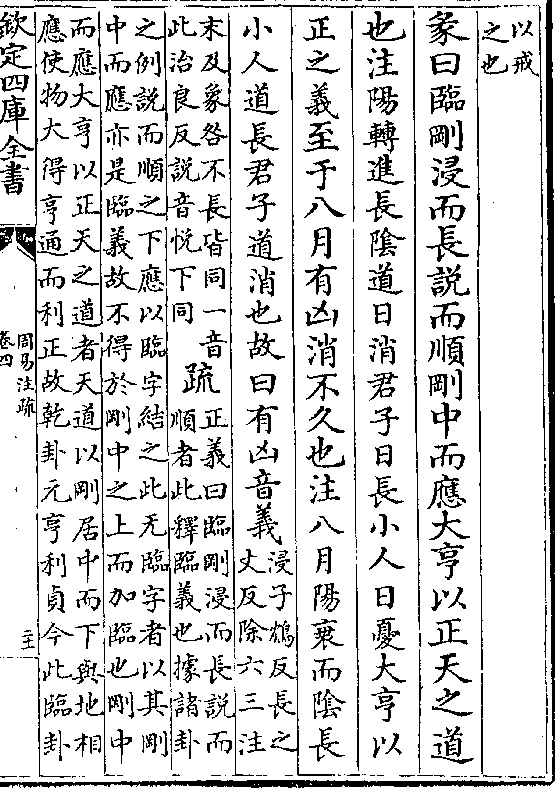 以戒
之也
彖曰臨剛浸而長說而順剛中而應大亨以正天之道
也注陽轉進長隂道日消君子日長小人日憂大亨以
正之義至于八月有凶消不久也注八月陽衰而隂長
小人道長君子道消也故曰有凶音義
浸子鴆反長之
丈反除六三注
末及象咎不長皆同一音
此治良反説音悦下同
疏
正義曰臨剛浸而長説而
順者此釋臨義也據諸卦
之例説而順之下應以臨字結之此无臨字者以其剛
中而應亦是臨義故不得於剛中之上而加臨也剛中
而應大亨以正天之道者天道以剛居中而下與地相
應使物大得亨通而利正故乾卦元亨利貞今此臨卦
欽定四庫全書
周易注疏
卷四